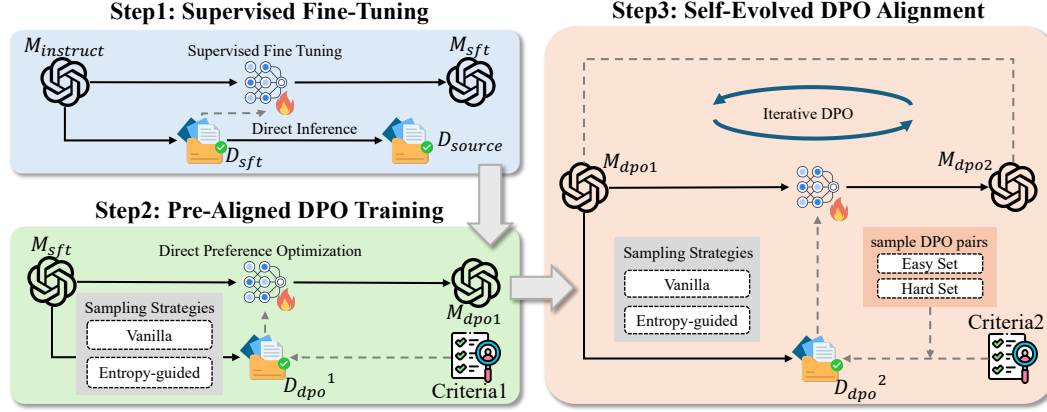 Step1: Supervised Fine-Tuning
M_instruct
Supervised Fine Tuning
M_sft
D_sft
Direct Inference
D_source
Step2: Pre-Aligned DPO Training
M_sft
Direct Preference Optimization
M_dpo1
Sampling Strategies
Vanilla
Entropy-guided
D_dpo^1
Criteria1
Step3: Self-Evolved DPO Alignment
Iterative DPO
M_dpo1
M_dpo2
Sampling Strategies
Vanilla
Entropy-guided
sample DPO pairs
Easy Set
Hard Set
Criteria2
D_dpo^2